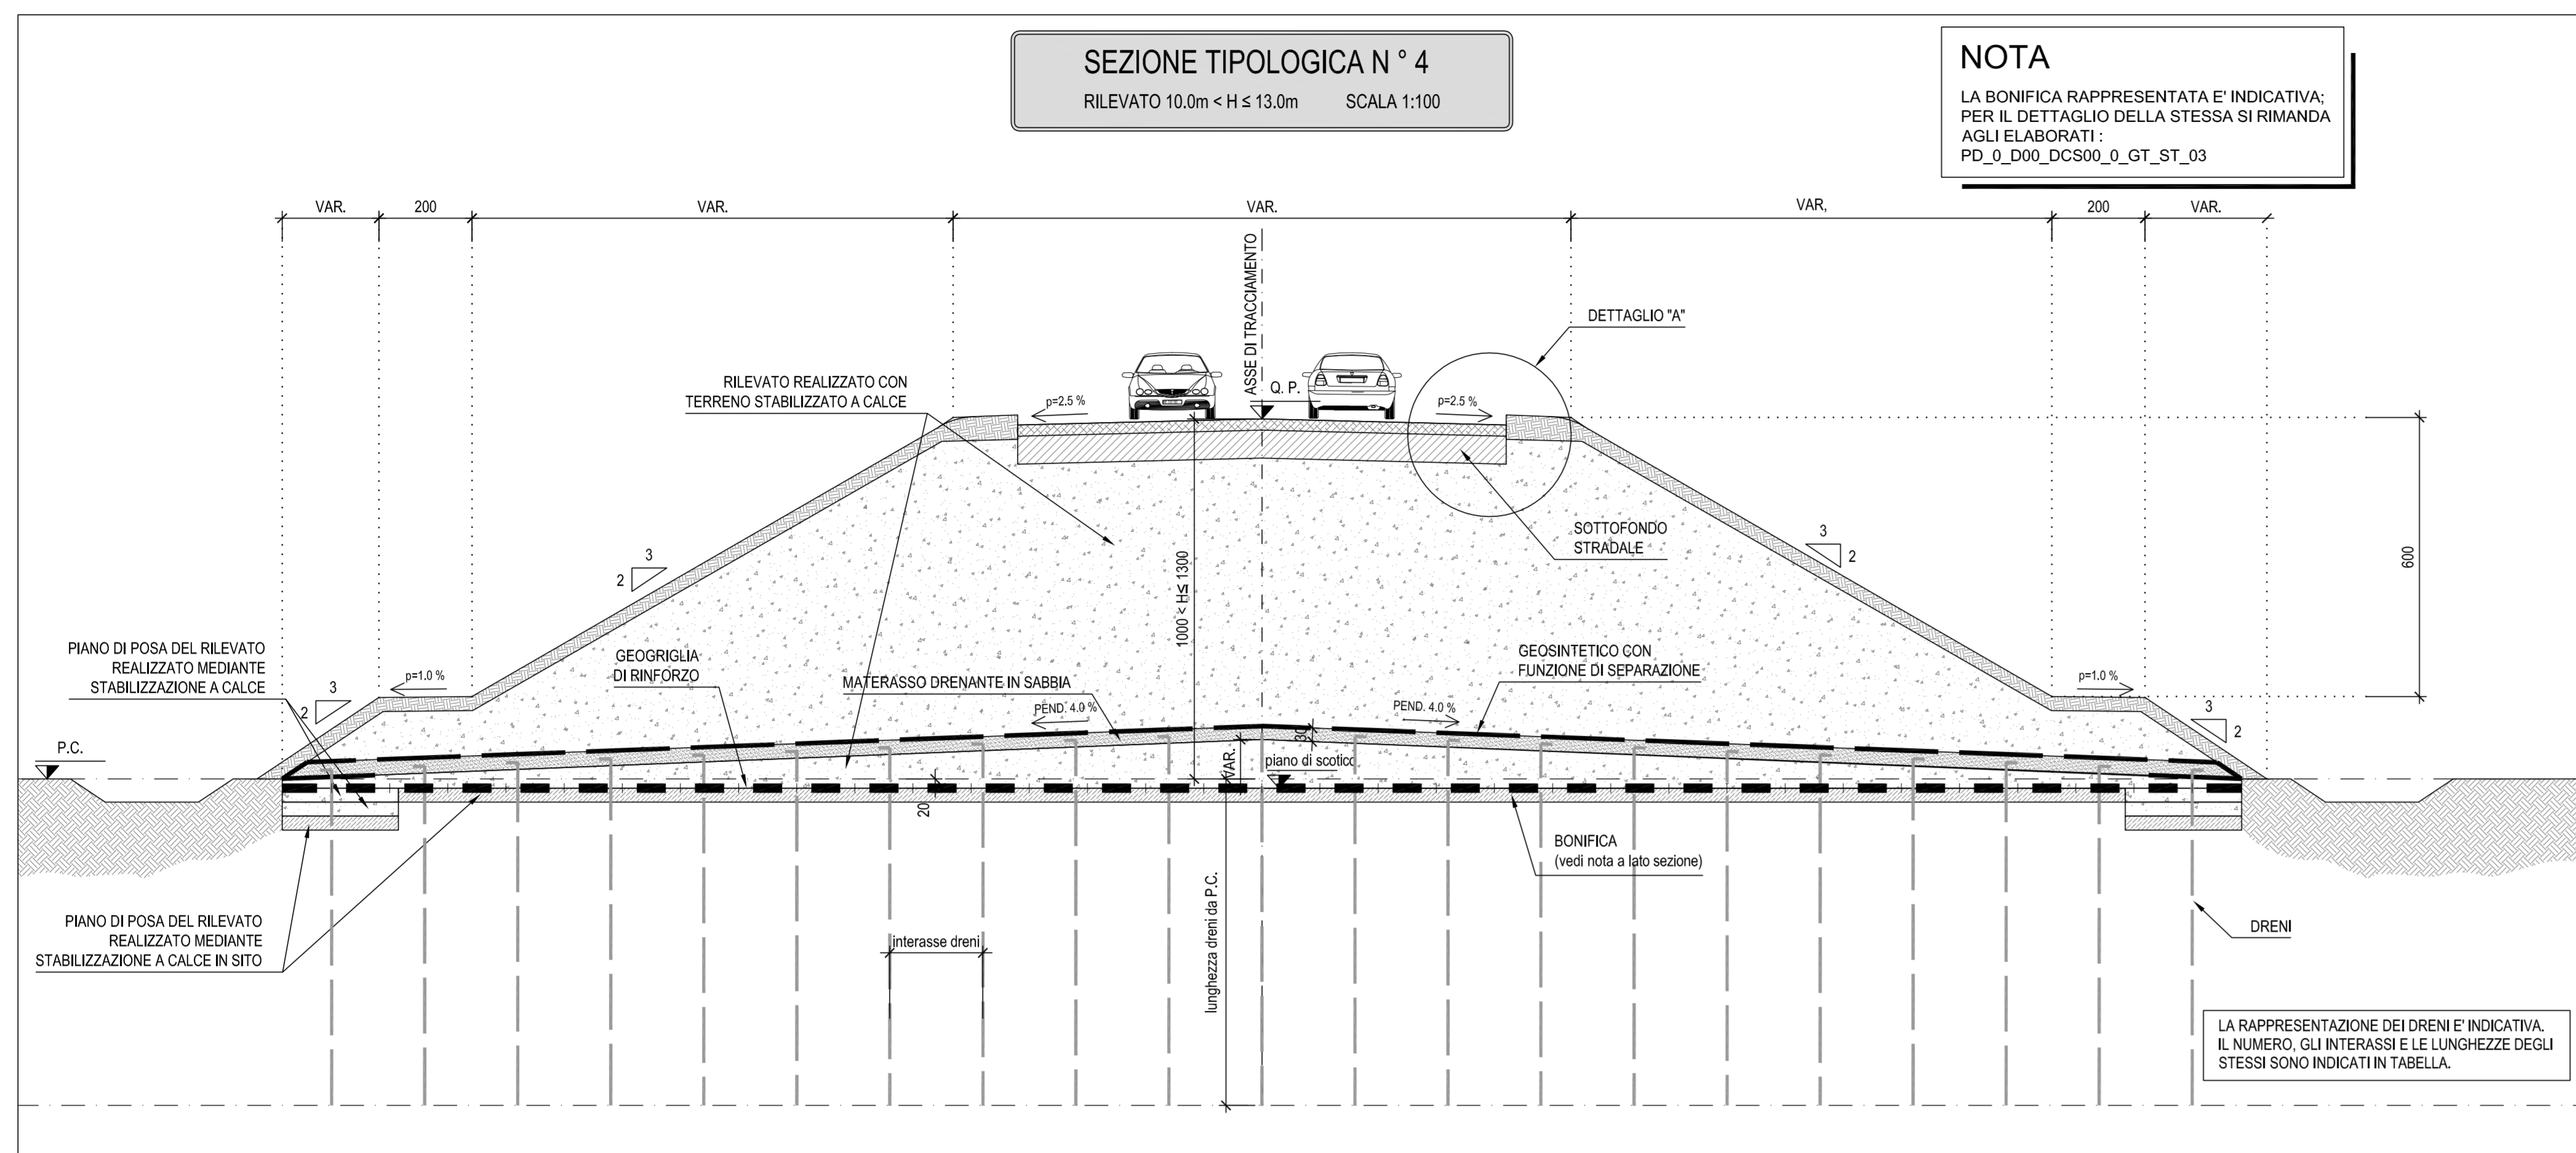 SEZIONE TIPOLOGICA N ° 4
RILEVATO 10.0m < H ≤ 13.0m SCALA 1:100
NOTA
LA BONIFICA RAPPRESENTATA E' INDICATIVA;
PER IL DETTAGLIO DELLA STESSA SI RIMANDA
AGLI ELABORATI :
PD_0_D00_DCS00_0_GT_ST_03
VAR. 200 VAR. VAR. VAR, 200 VAR.
ASSE DI TRACCIAMENTO
DETTAGLIO "A"
RILEVATO REALIZZATO CON
TERRENO STABILIZZATO A CALCE
p=2.5 %
Q. P.
p=2.5 %
SOTTOFONDO
STRADALE
3
2
3
2
600
1000 < H≤ 1300
PIANO DI POSA DEL RILEVATO
REALIZZATO MEDIANTE
STABILIZZAZIONE A CALCE
GEOGRIGLIA
DI RINFORZO
MATERASSO DRENANTE IN SABBIA
GEOSINTETICO CON
FUNZIONE DI SEPARAZIONE
p=1.0 %
p=1.0 %
3
2
3
2
PEND. 4.0 %
PEND. 4.0 %
30
VAR.
piano di scotico
P.C.
20
BONIFICA
(vedi nota a lato sezione)
lunghezza dreni da P.C.
PIANO DI POSA DEL RILEVATO
REALIZZATO MEDIANTE
STABILIZZAZIONE A CALCE IN SITO
interasse dreni
DRENI
LA RAPPRESENTAZIONE DEI DRENI E' INDICATIVA.
IL NUMERO, GLI INTERASSI E LE LUNGHEZZE DEGLI
STESSI SONO INDICATI IN TABELLA.